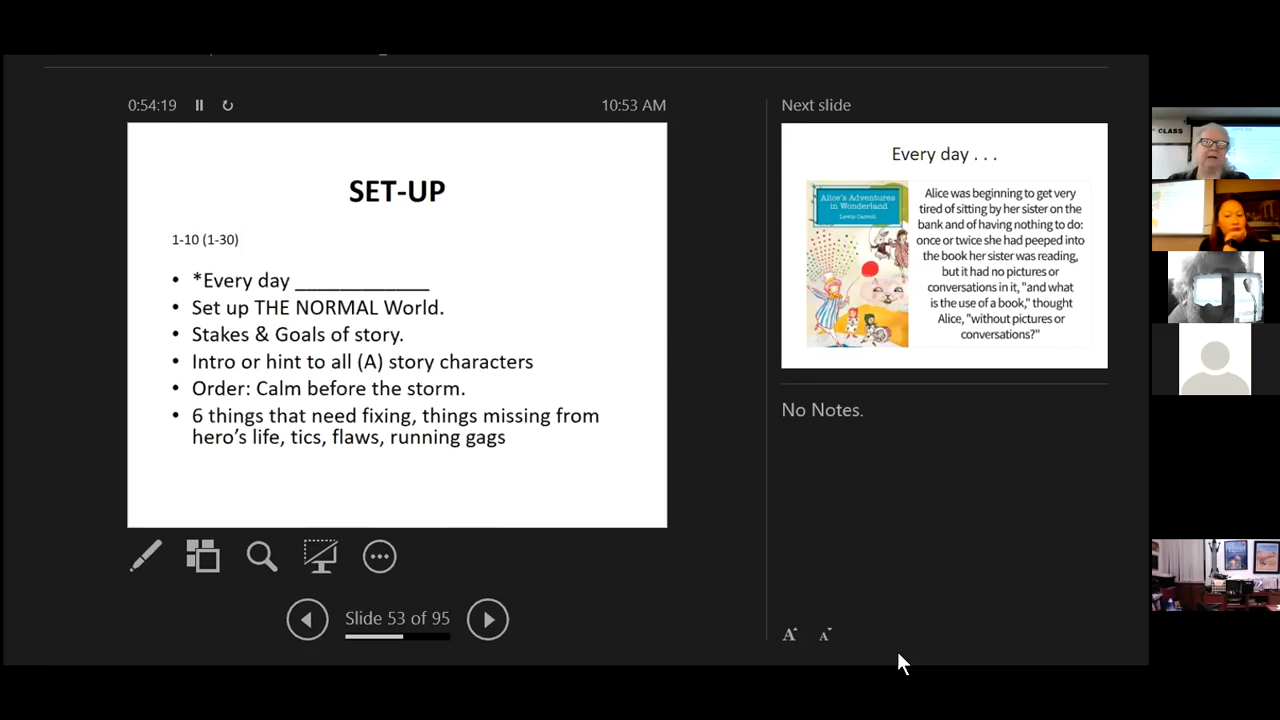 0:54:19
10:53 AM
SET-UP
1-10 (1-30)
• *Every day _____________
• Set up THE NORMAL World.
• Stakes & Goals of story.
• Intro or hint to all (A) story characters
• Order: Calm before the storm.
• 6 things that need fixing, things missing from
hero’s life, tics, flaws, running gags
Slide 53 of 95
Next slide
Every day . . .
Alice's Adventures
in Wonderland
Lewis Carroll
Alice was beginning to get very
tired of sitting by her sister on the
bank and of having nothing to do:
once or twice she had peeped into
the book her sister was reading,
but it had no pictures or
conversations in it, "and what
is the use of a book," thought
Alice, "without pictures or
conversations?"
No Notes.
A A
CLASS